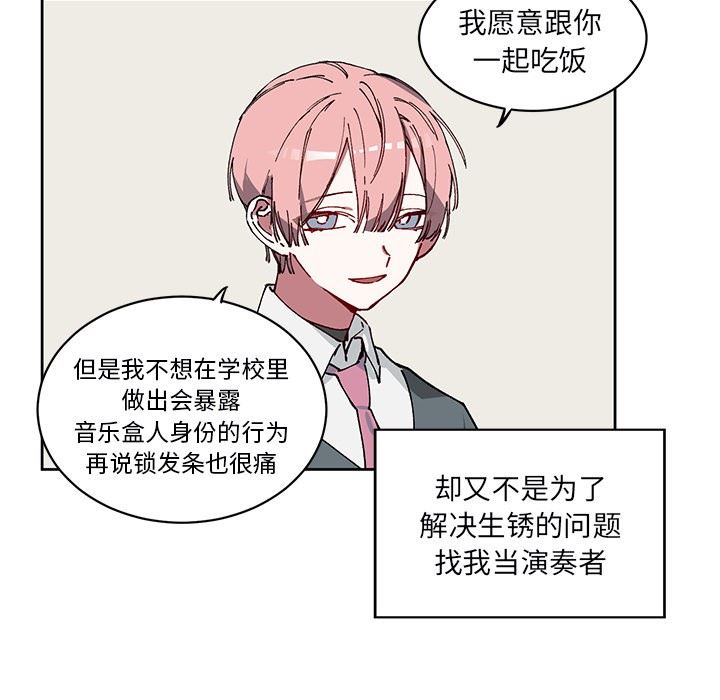 我愿意跟你
一起吃饭
但是我不想在学校里
做出会暴露
音乐盒人身份的行为
再说锁发条也很痛
却又不是为了
解决生锈的问题
找我当演奏者